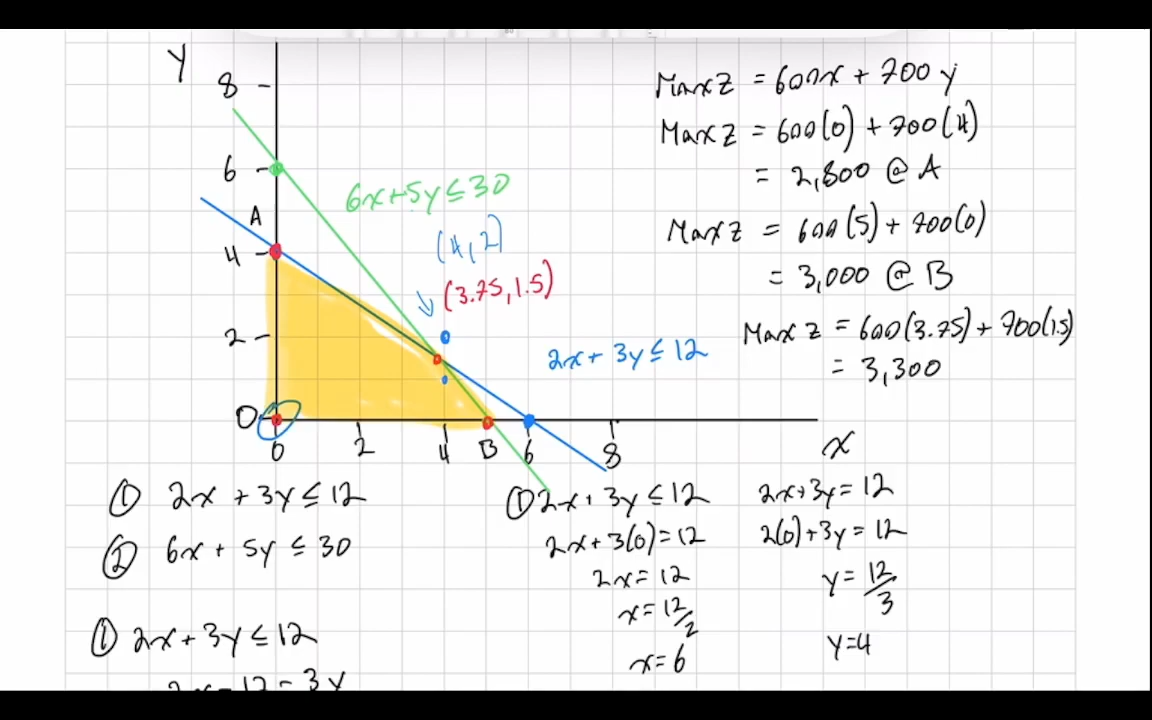 Y
8
6
A
4
2
0
0
2
4
B
6
8
x
6x+5y≤30
(4,2)
(3.75,1.5)
2x+3y≤12
Max Z = 600x + 700y
Max Z = 600(0) + 700(4)
= 2,800 @ A
Max Z = 600(5) + 700(0)
= 3,000 @ B
Max Z = 600(3.75) + 700(1.5)
= 3,300
① 2x + 3y ≤ 12
② 6x + 5y ≤ 30
① 2x + 3y ≤ 12
2x = 12 - 3y
① 2x + 3y ≤ 12
2x + 3(0) = 12
2x = 12
x = 12/2
x = 6
2x+3y = 12
2(0)+3y = 12
y = 12/3
y=4